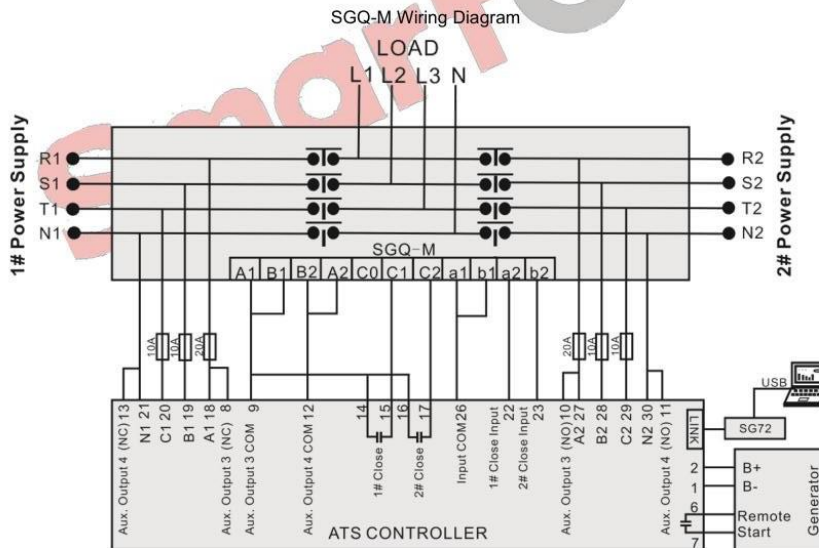 SGQ-M Wiring Diagram
SmartG
LOAD
L1 L2 L3 N
1# Power Supply
2# Power Supply
R1
S1
T1
N1
R2
S2
T2
N2
SGQ-M
A1 B1 B2 A2 C0 C1 C2 a1 b1 a2 b2
10A 10A 20A
20A 10A 10A
Aux. Output 4 (NC) 13
N1 21
C1 20
B1 19
A1 18
Aux. Output 3 (NC) 8
Aux. Output 3 COM 9
Aux. Output 4 COM 12
14
1# Close 15
16
2# Close 17
Input COM 26
1# Close Input 22
2# Close Input 23
Aux. Output 3 (NO) 10
A2 27
B2 28
C2 29
N2 30
Aux. Output 4 (NO) 11
LINK
USB
SG72
2 B+
1 B-
6 Remote
Start
7
Generator
ATS CONTROLLER